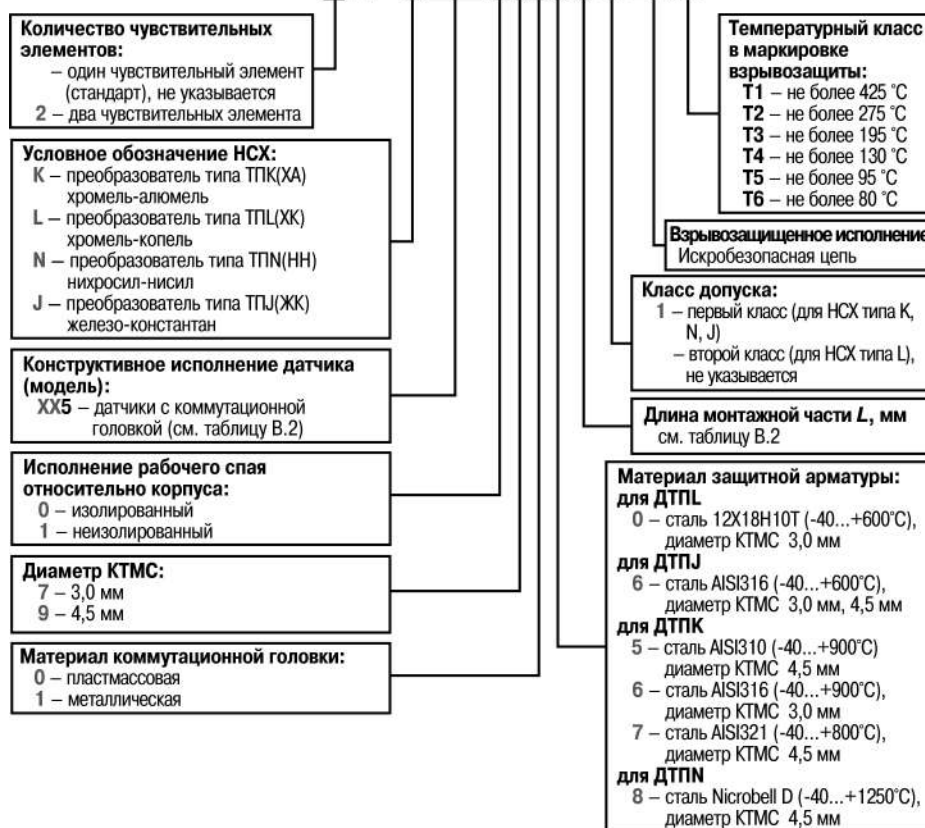 Количество чувствительных
элементов:
– один чувствительный элемент
(стандарт), не указывается
2 – два чувствительных элемента
Условное обозначение НСХ:
K – преобразователь типа ТПК(ХА)
хромель-алюмель
L – преобразователь типа ТПL(ХК)
хромель-копель
N – преобразователь типа ТПN(НН)
нихросил-нисил
J – преобразователь типа ТПJ(ЖК)
железо-константан
Конструктивное исполнение датчика
(модель):
XX5 – датчики с коммутационной
головкой (см. таблицу В.2)
Исполнение рабочего спая
относительно корпуса:
0 – изолированный
1 – неизолированный
Диаметр КТМС:
7 – 3,0 мм
9 – 4,5 мм
Материал коммутационной головки:
0 – пластмассовая
1 – металлическая
Температурный класс
в маркировке
взрывозащиты:
T1 – не более 425 °С
T2 – не более 275 °С
T3 – не более 195 °С
T4 – не более 130 °С
T5 – не более 95 °С
T6 – не более 80 °С
Взрывозащищенное исполнение
Искробезопасная цепь
Класс допуска:
1 – первый класс (для НСХ типа K,
N, J)
– второй класс (для НСХ типа L),
не указывается
Длина монтажной части L, мм
см. таблицу В.2
Материал защитной арматуры:
для ДТПL
0 – сталь 12Х18Н10Т (-40...+600°С),
диаметр КТМС 3,0 мм
для ДТПJ
6 – сталь AISI316 (-40...+600°С),
диаметр КТМС 3,0 мм, 4,5 мм
для ДТПК
5 – сталь AISI310 (-40...+900°С)
диаметр КТМС 4,5 мм
6 – сталь AISI316 (-40...+900°С),
диаметр КТМС 3,0 мм
7 – сталь AISI321 (-40...+800°С),
диаметр КТМС 4,5 мм
для ДТПN
8 – сталь Nicrobell D (-40...+1250°С),
диаметр КТМС 4,5 мм